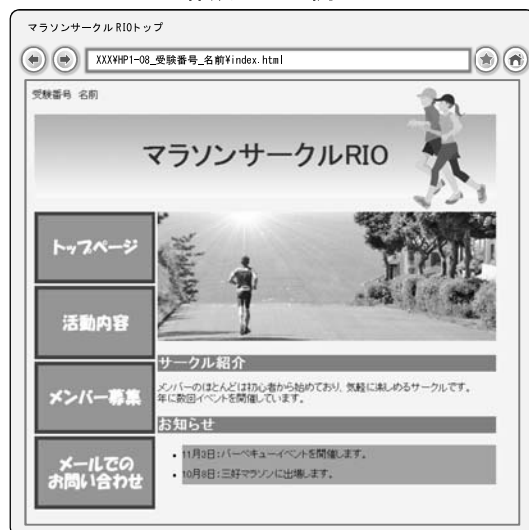 マラソンサークルRIOトップ
XXX¥HP1-08_受験番号_名前¥index.html
受験番号 名前
マラソンサークルRIO
トップページ
活動内容
メンバー募集
メールでの
お問い合わせ
サークル紹介
メンバーのほとんどは初心者から始めており、気軽に楽しめるサークルです。
年に数回イベントを開催しています。
お知らせ
・11月2日：バーベキューイベントを開催します。
・10月8日：三好マラソンに出場します。